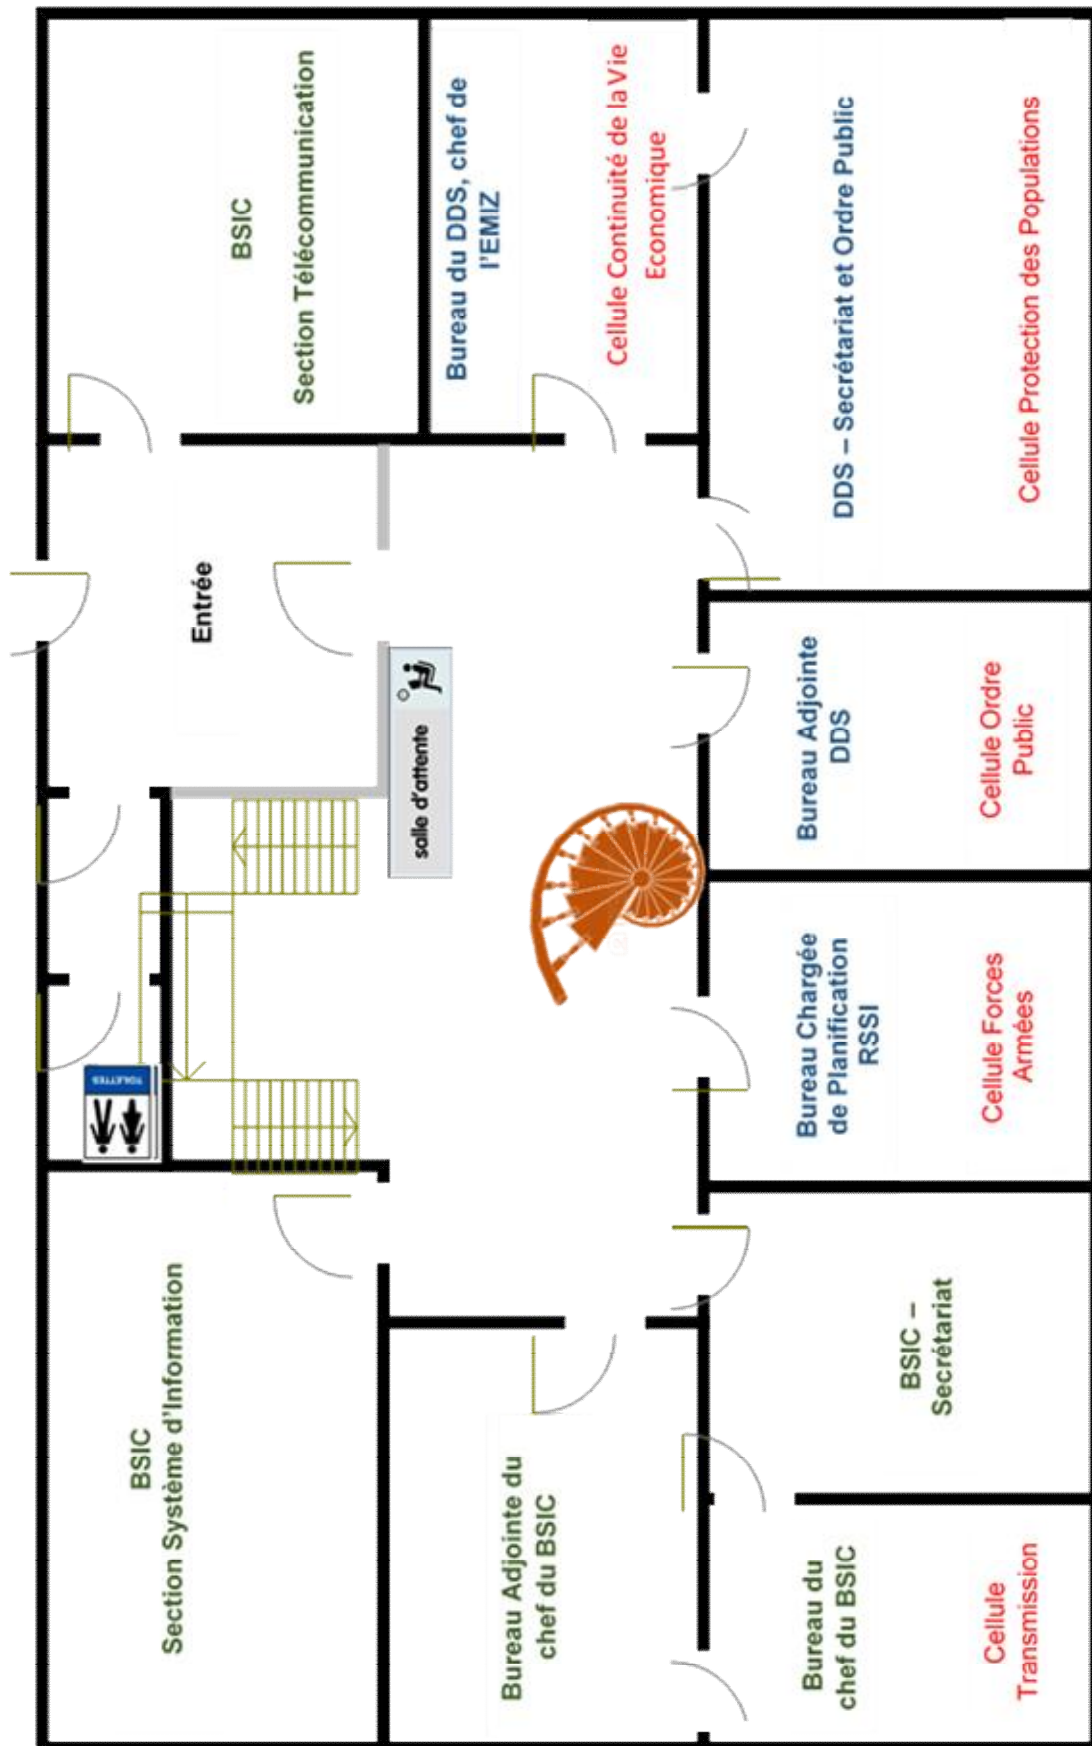 BSIC
Section Système d'Information
TOILETTES
Entrée
BSIC
Section Télécommunication
Bureau Adjointe du
chef du BSIC
salle d'attente
Bureau du DDS, chef de
l'EMIZ
Cellule Continuité de la Vie
Economique
Bureau du
chef du BSIC
Cellule
Transmission
BSIC –
Secrétariat
Bureau Chargée
de Planification
RSSI
Cellule Forces
Armées
Bureau Adjointe
DDS
Cellule Ordre
Public
DDS – Secrétariat et Ordre Public
Cellule Protection des Populations